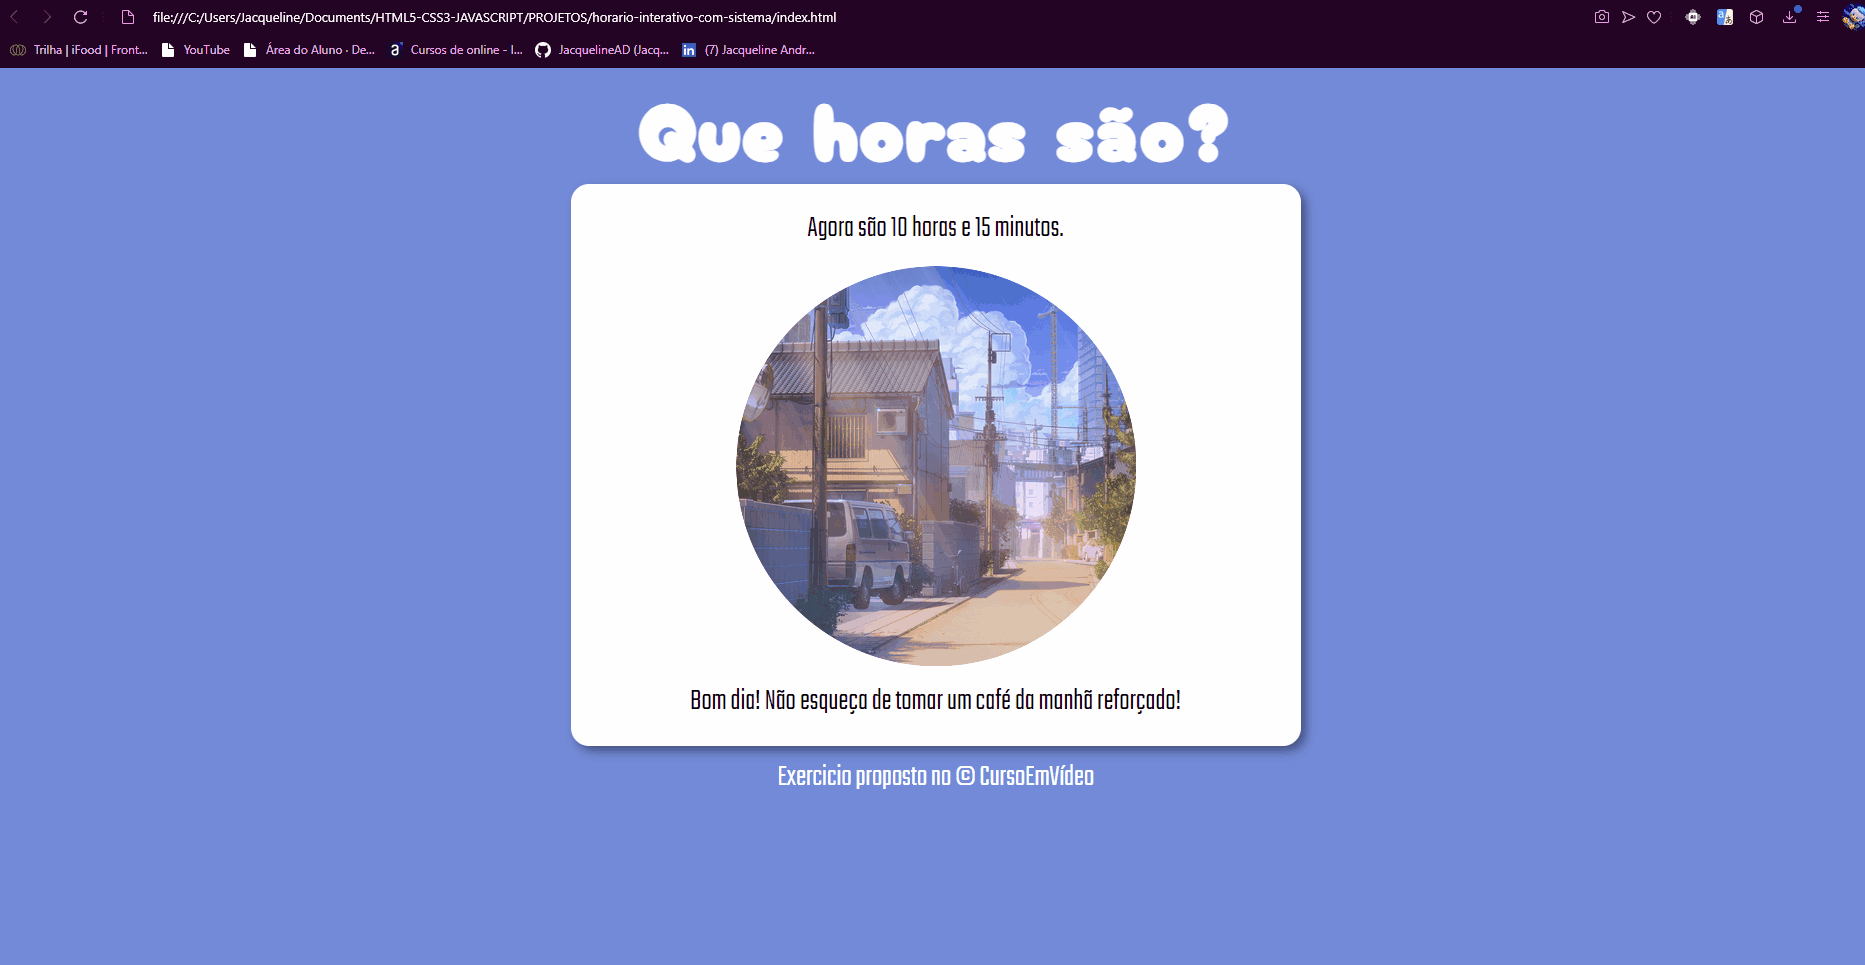 file:///C:/Users/Jacqueline/Documents/HTML5-CSS3-JAVASCRIPT/PROJETOS/horario-interativo-com-sistema/index.html
Trilha | iFood | Front... YouTube Área do Aluno · De... Cursos de online - I... JacquelineAD (Jacq... (7) Jacqueline Andr...
Que horas são?
Agora são 10 horas e 15 minutos.
Bom dia! Não esqueça de tomar um café da manhã reforçado!
Exercicio proposto no © CursoEmVídeo